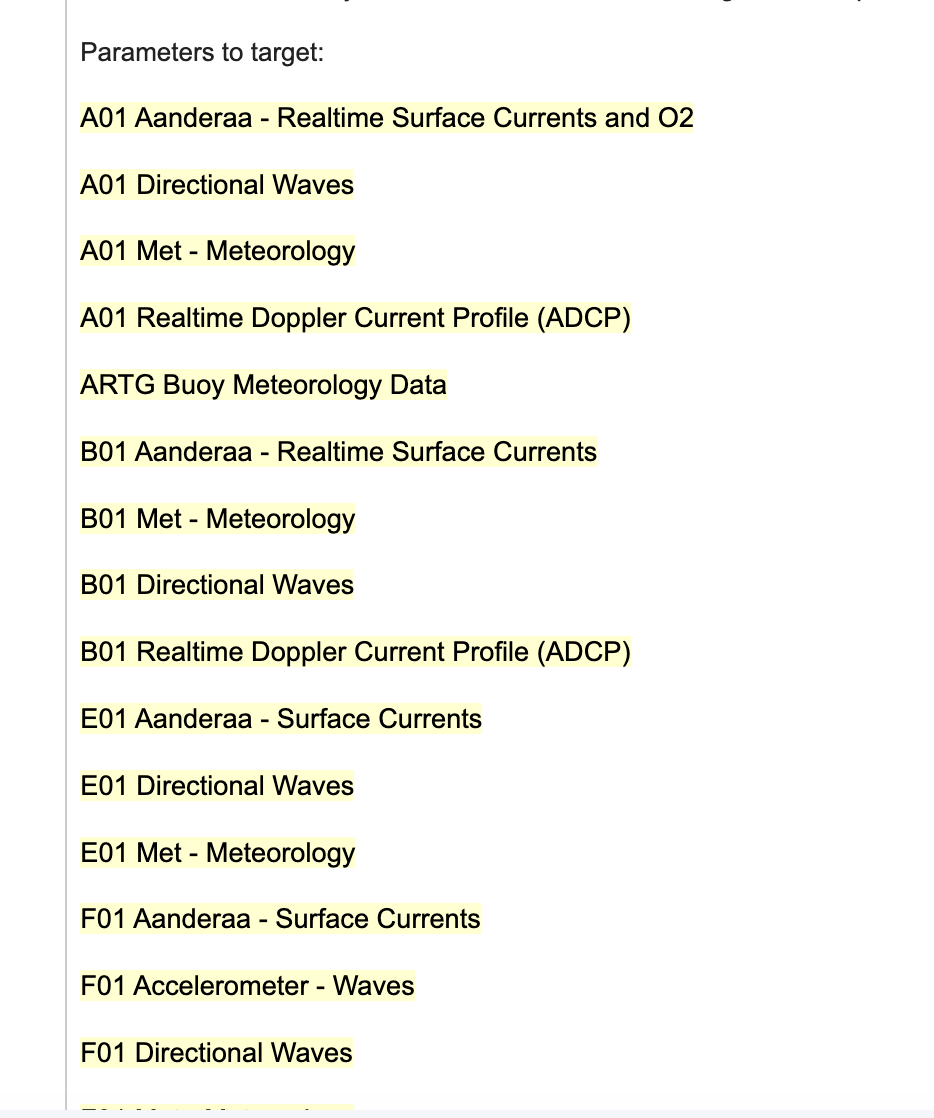 Parameters to target:
A01 Aanderaa - Realtime Surface Currents and O2
A01 Directional Waves
A01 Met - Meteorology
A01 Realtime Doppler Current Profile (ADCP)
ARTG Buoy Meteorology Data
B01 Aanderaa - Realtime Surface Currents
B01 Met - Meteorology
B01 Directional Waves
B01 Realtime Doppler Current Profile (ADCP)
E01 Aanderaa - Surface Currents
E01 Directional Waves
E01 Met - Meteorology
F01 Aanderaa - Surface Currents
F01 Accelerometer - Waves
F01 Directional Waves